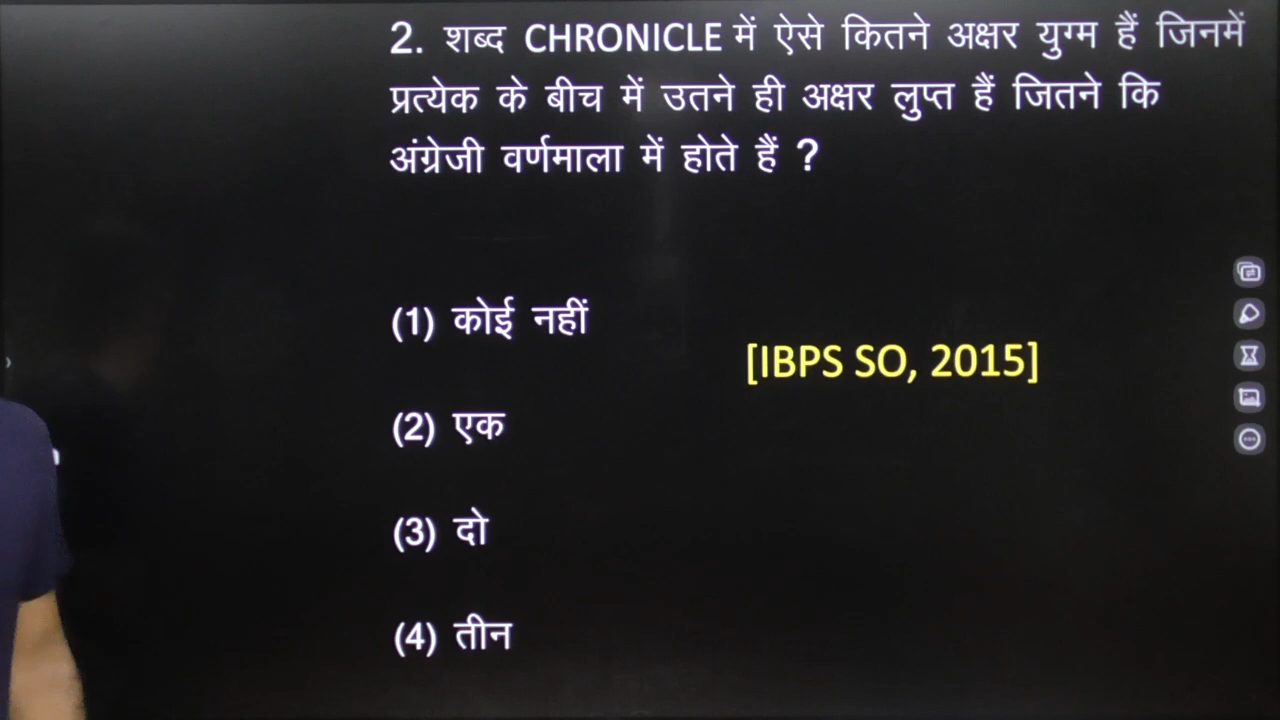 2. शब्द CHRONICLE में ऐसे कितने अक्षर युग्म हैं जिनमें
प्रत्येक के बीच में उतने ही अक्षर लुप्त हैं जितने कि
अंग्रेजी वर्णमाला में होते हैं ?
(1) कोई नहीं
[IBPS SO, 2015]
(2) एक
(3) दो
(4) तीन